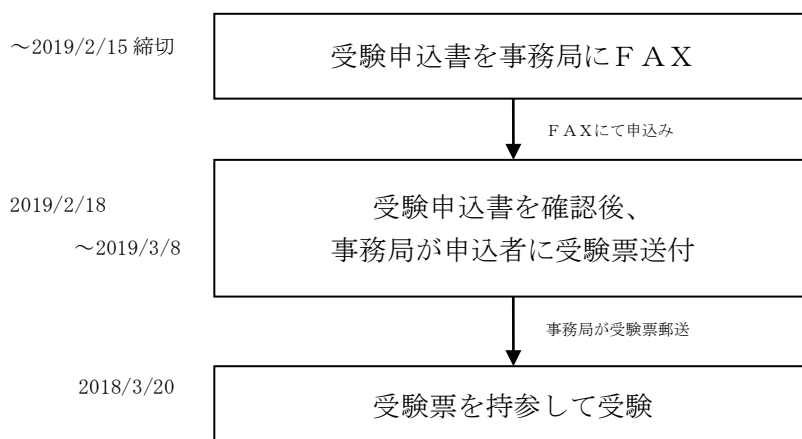 ～2019/2/15 締切
受験申込書を事務局にＦＡＸ
ＦＡＸにて申込み
2019/2/18
～2019/3/8
受験申込書を確認後、
事務局が申込者に受験票送付
事務局が受験票郵送
2018/3/20
受験票を持参して受験